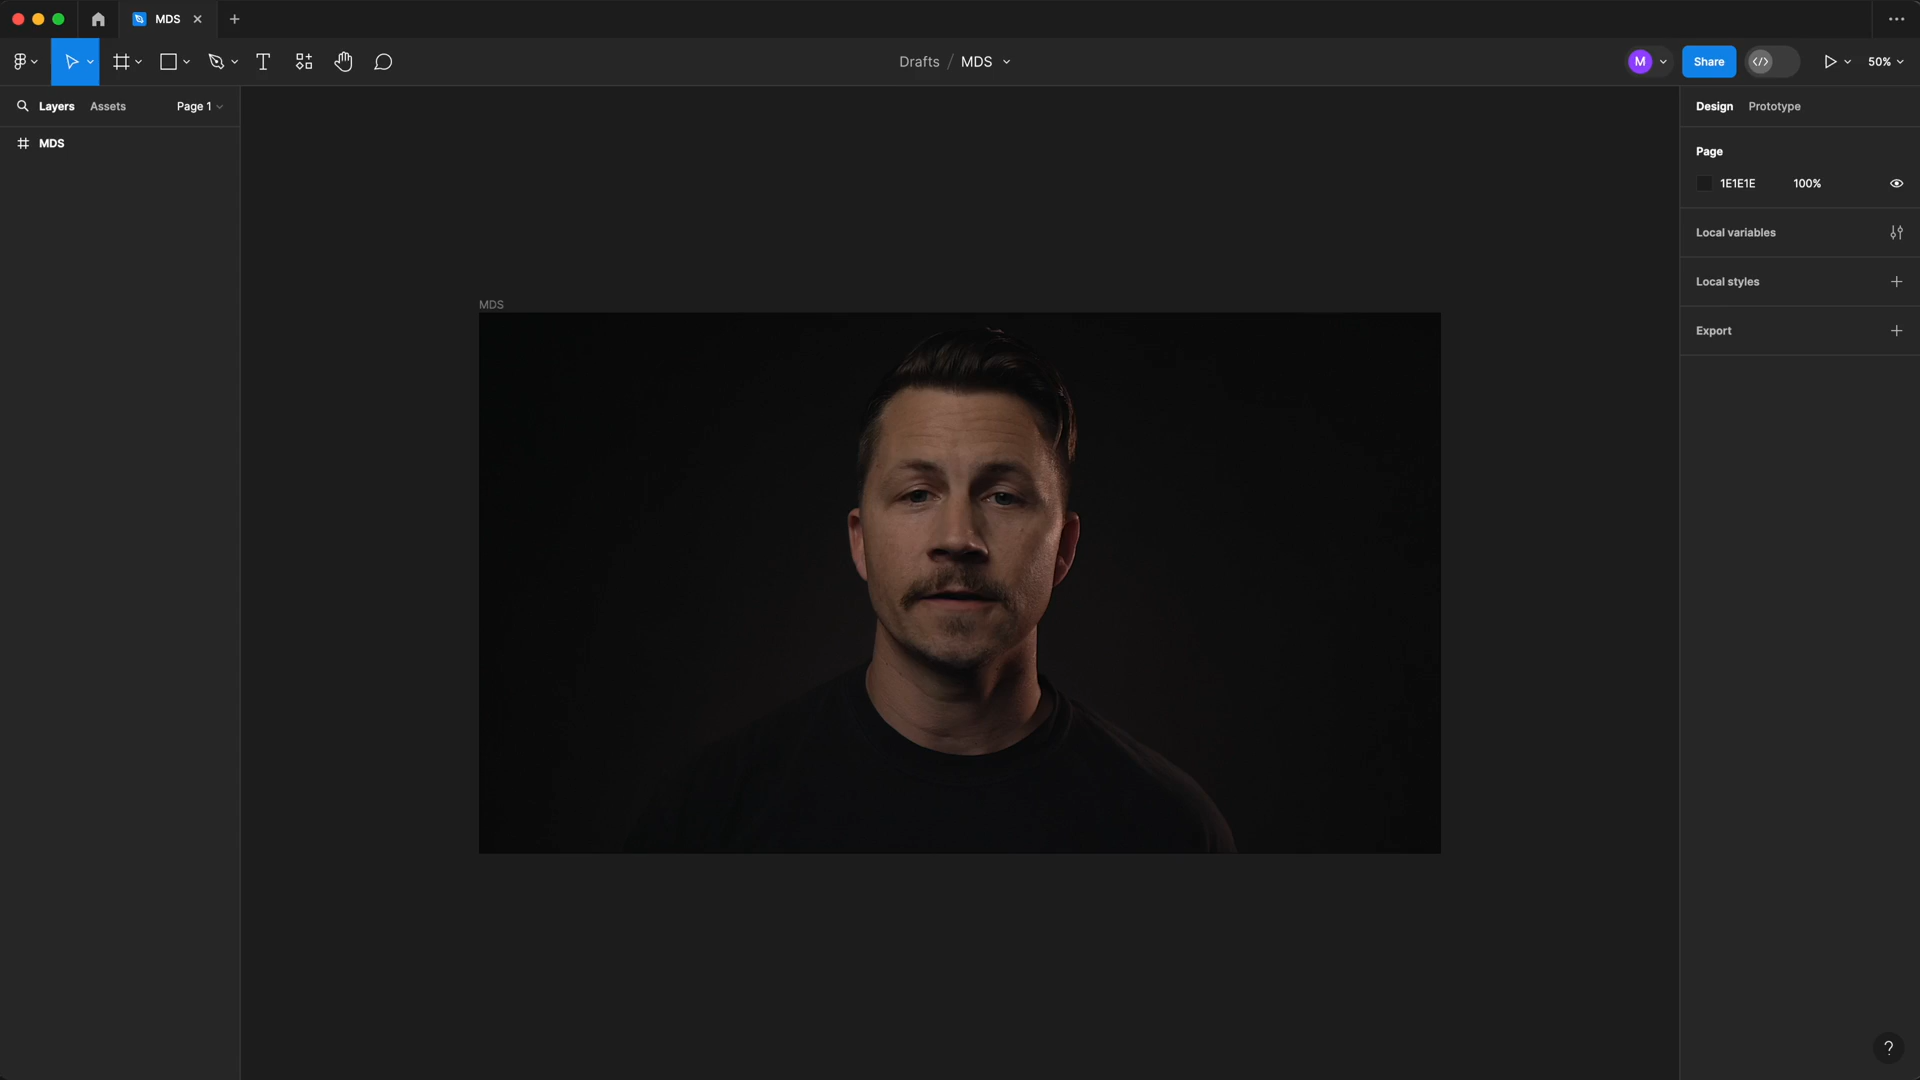 MDS
Drafts / MDS
M
Share
50%
Layers Assets Page 1
MDS
MDS
Design Prototype
Page
1E1E1E 100%
Local variables
Local styles
Export
?